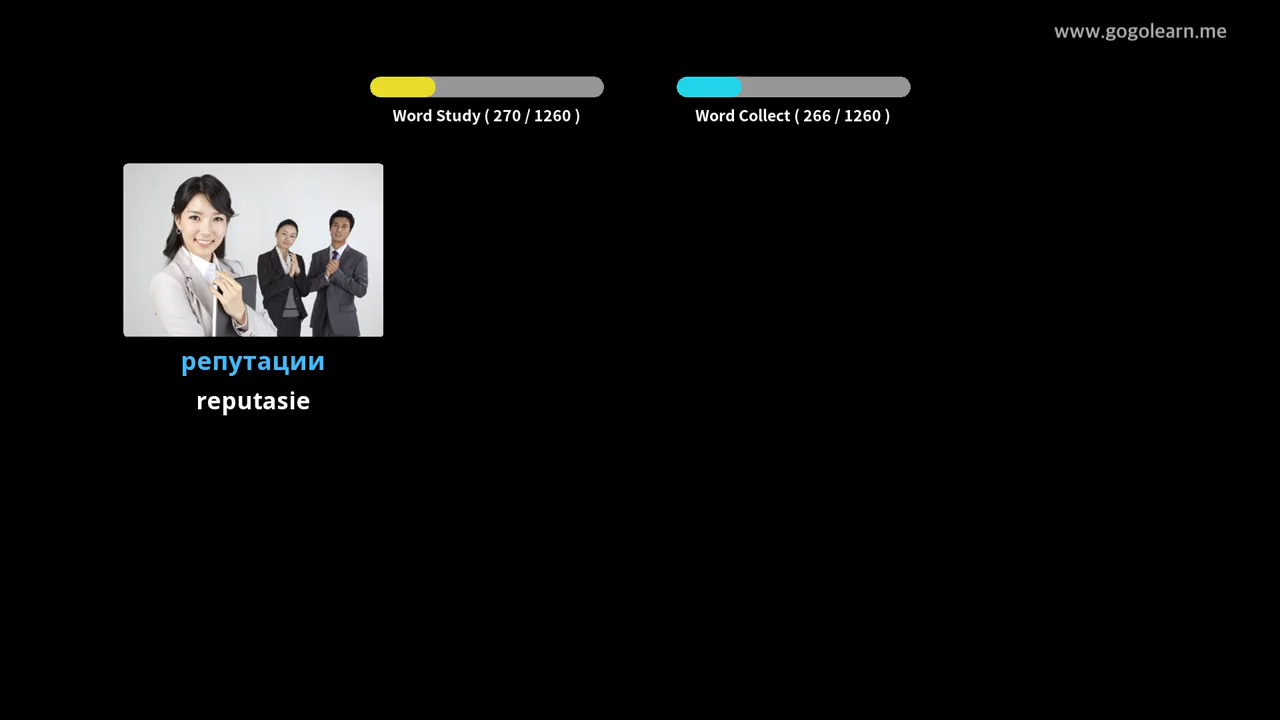 www.gogolearn.me
Word Study ( 270 / 1260 )
Word Collect ( 266 / 1260 )
репутации
reputasie